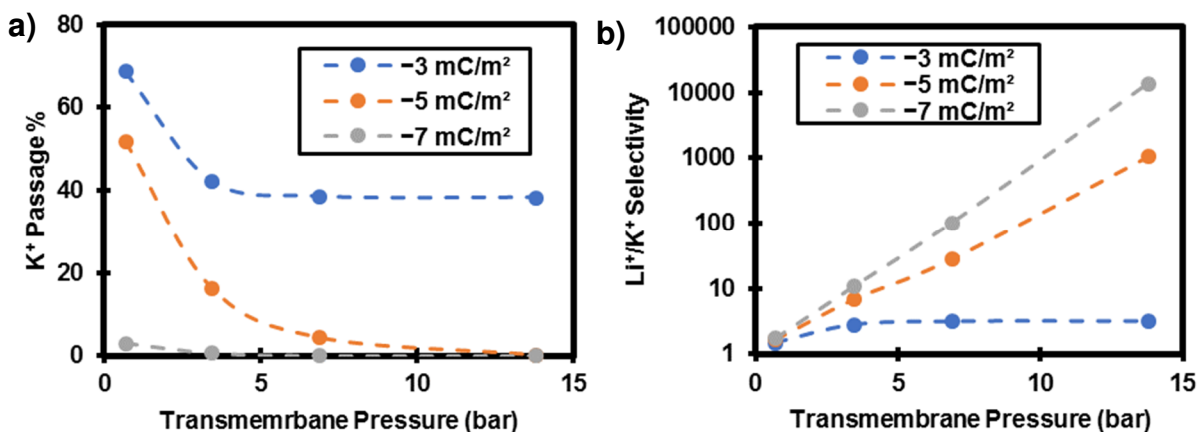 a)
80
60
40
20
0
K⁺ Passage %
−3 mC/m²
−5 mC/m²
−7 mC/m²
0 5 10 15
Transmemrbane Pressure (bar)
b)
100000
10000
1000
100
10
1
Li⁺/K⁺ Selectivity
−3 mC/m²
−5 mC/m²
−7 mC/m²
0 5 10 15
Transmembrane Pressure (bar)